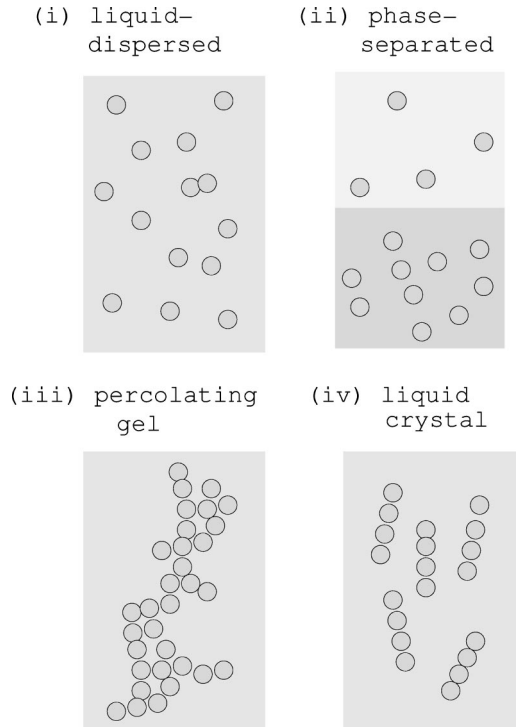 (i) liquid–
dispersed
(ii) phase–
separated
(iii) percolating
gel
(iv) liquid
crystal